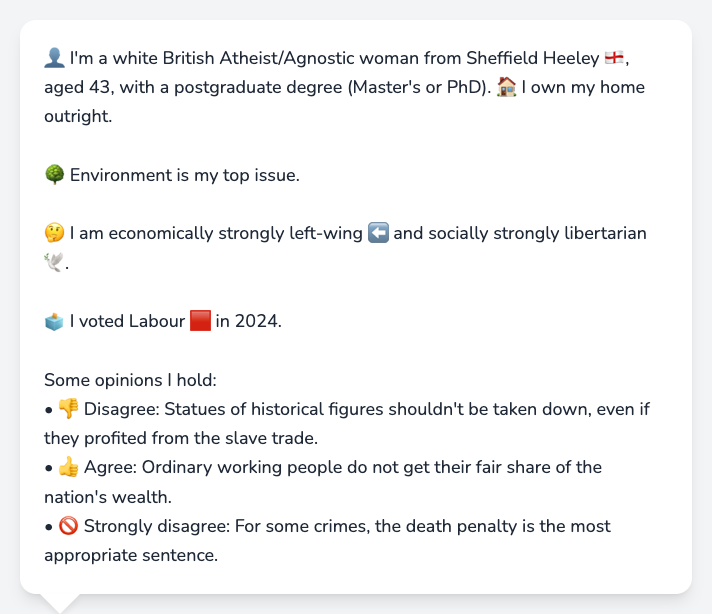 👤 I'm a white British Atheist/Agnostic woman from Sheffield Heeley 🏴󠁧󠁢󠁥󠁮󠁧󠁿,
aged 43, with a postgraduate degree (Master's or PhD). 🏠 I own my home
outright.
🌳 Environment is my top issue.
🤔 I am economically strongly left-wing ⬅️ and socially strongly libertarian
🕊️.
🗳️ I voted Labour 🟥 in 2024.
Some opinions I hold:
• 👎 Disagree: Statues of historical figures shouldn't be taken down, even if
they profited from the slave trade.
• 👍 Agree: Ordinary working people do not get their fair share of the
nation's wealth.
• 🚫 Strongly disagree: For some crimes, the death penalty is the most
appropriate sentence.